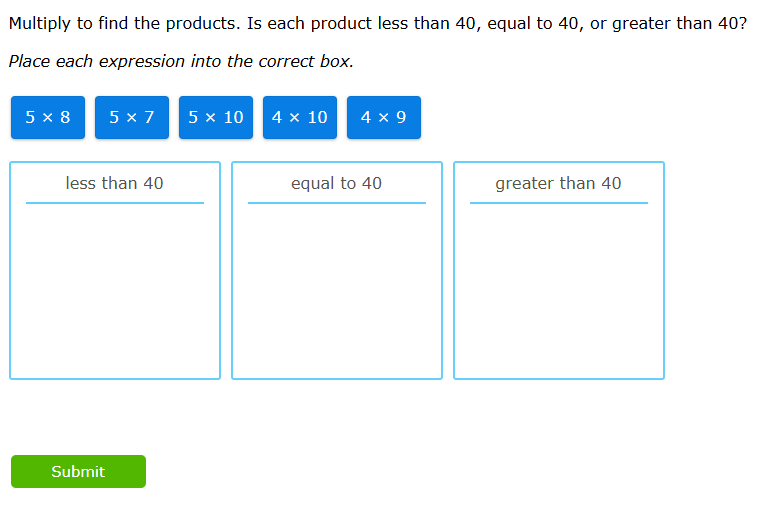 Multiply to find the products. Is each product less than 40, equal to 40, or greater than 40?
Place each expression into the correct box.
5 × 8 5 × 7 5 × 10 4 × 10 4 × 9
less than 40 equal to 40 greater than 40
Submit